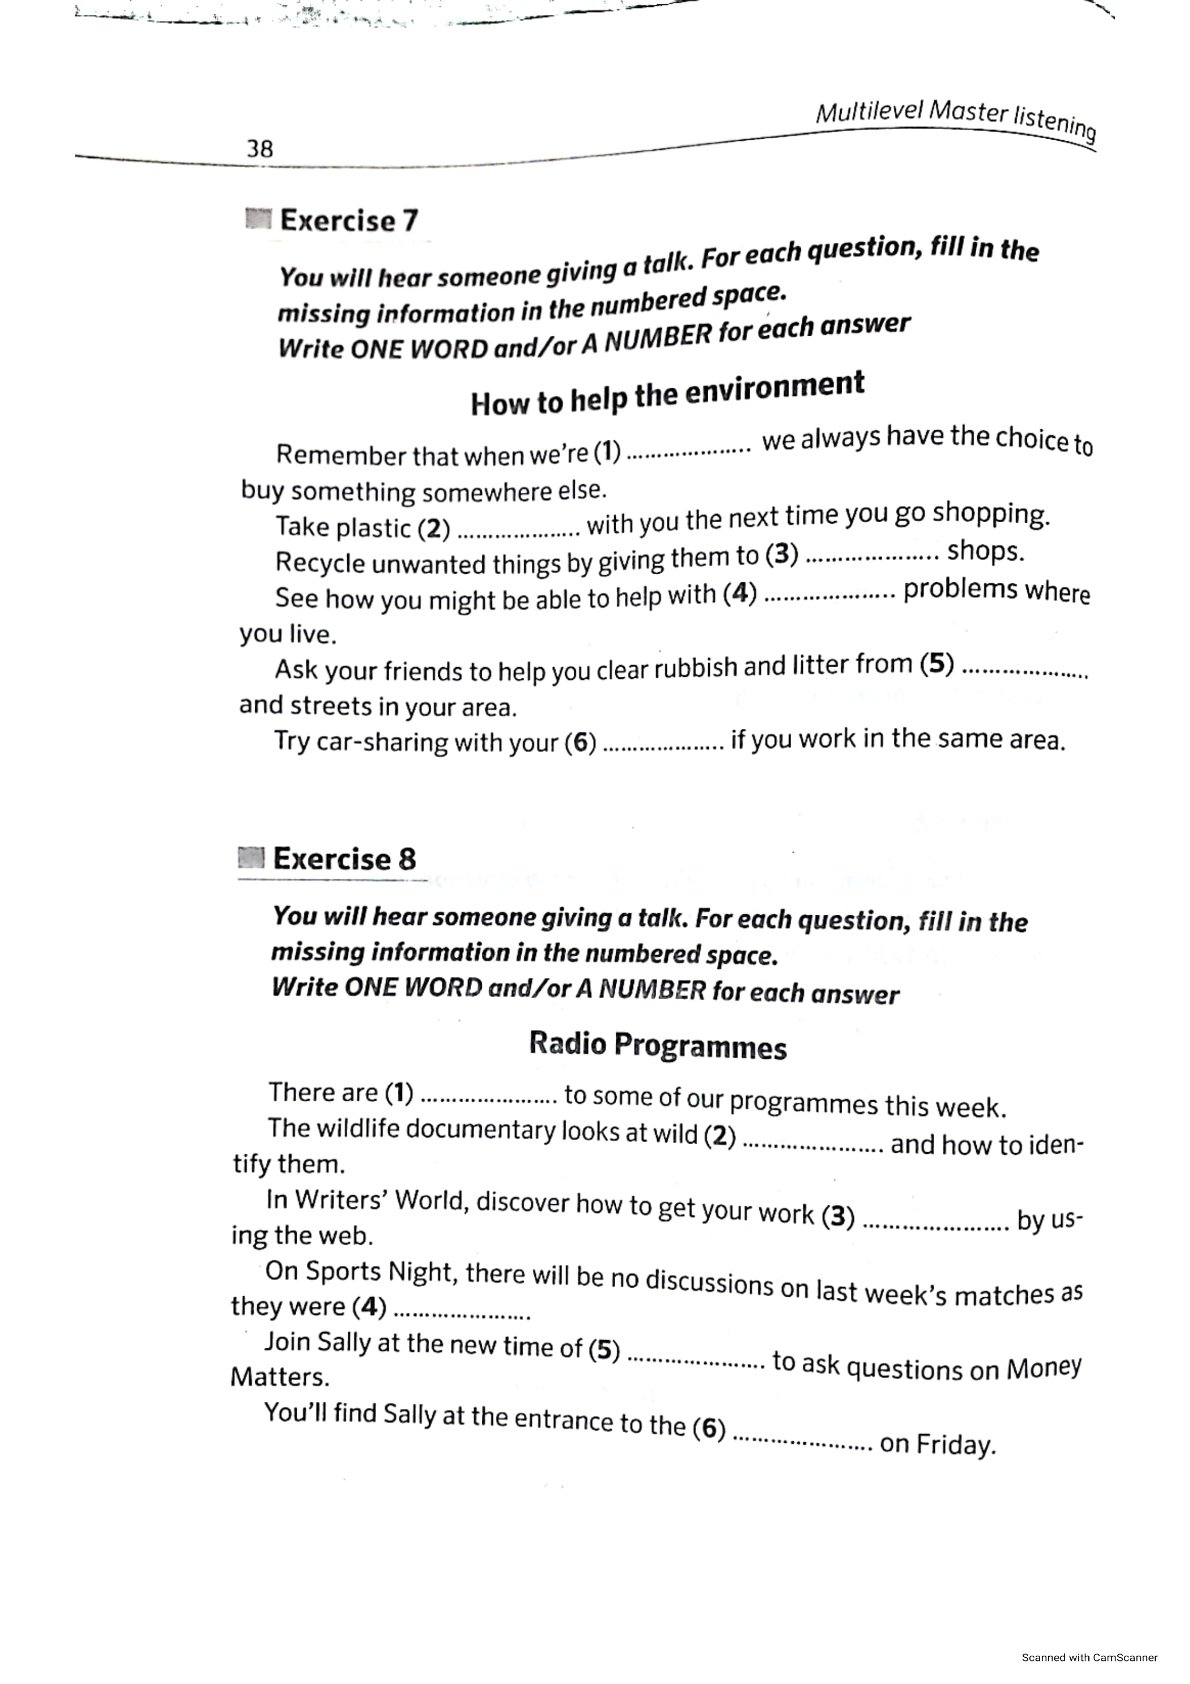 Multilevel Master listening
38
Exercise 7
You will hear someone giving a talk. For each question, fill in the
missing information in the numbered space.
Write ONE WORD and/or A NUMBER for each answer
How to help the environment
Remember that when we're (1) .................... we always have the choice to
buy something somewhere else.
Take plastic (2) .................... with you the next time you go shopping.
Recycle unwanted things by giving them to (3) .................... shops.
See how you might be able to help with (4) .................... problems where
you live.
Ask your friends to help you clear rubbish and litter from (5) ....................
and streets in your area.
Try car-sharing with your (6) .................... if you work in the same area.
Exercise 8
You will hear someone giving a talk. For each question, fill in the
missing information in the numbered space.
Write ONE WORD and/or A NUMBER for each answer
Radio Programmes
There are (1) ...................... to some of our programmes this week.
The wildlife documentary looks at wild (2) ...................... and how to iden-
tify them.
In Writers' World, discover how to get your work (3) ...................... by us-
ing the web.
On Sports Night, there will be no discussions on last week's matches as
they were (4) ......................
Join Sally at the new time of (5) ...................... to ask questions on Money
Matters.
You'll find Sally at the entrance to the (6) ...................... on Friday.
Scanned with CamScanner